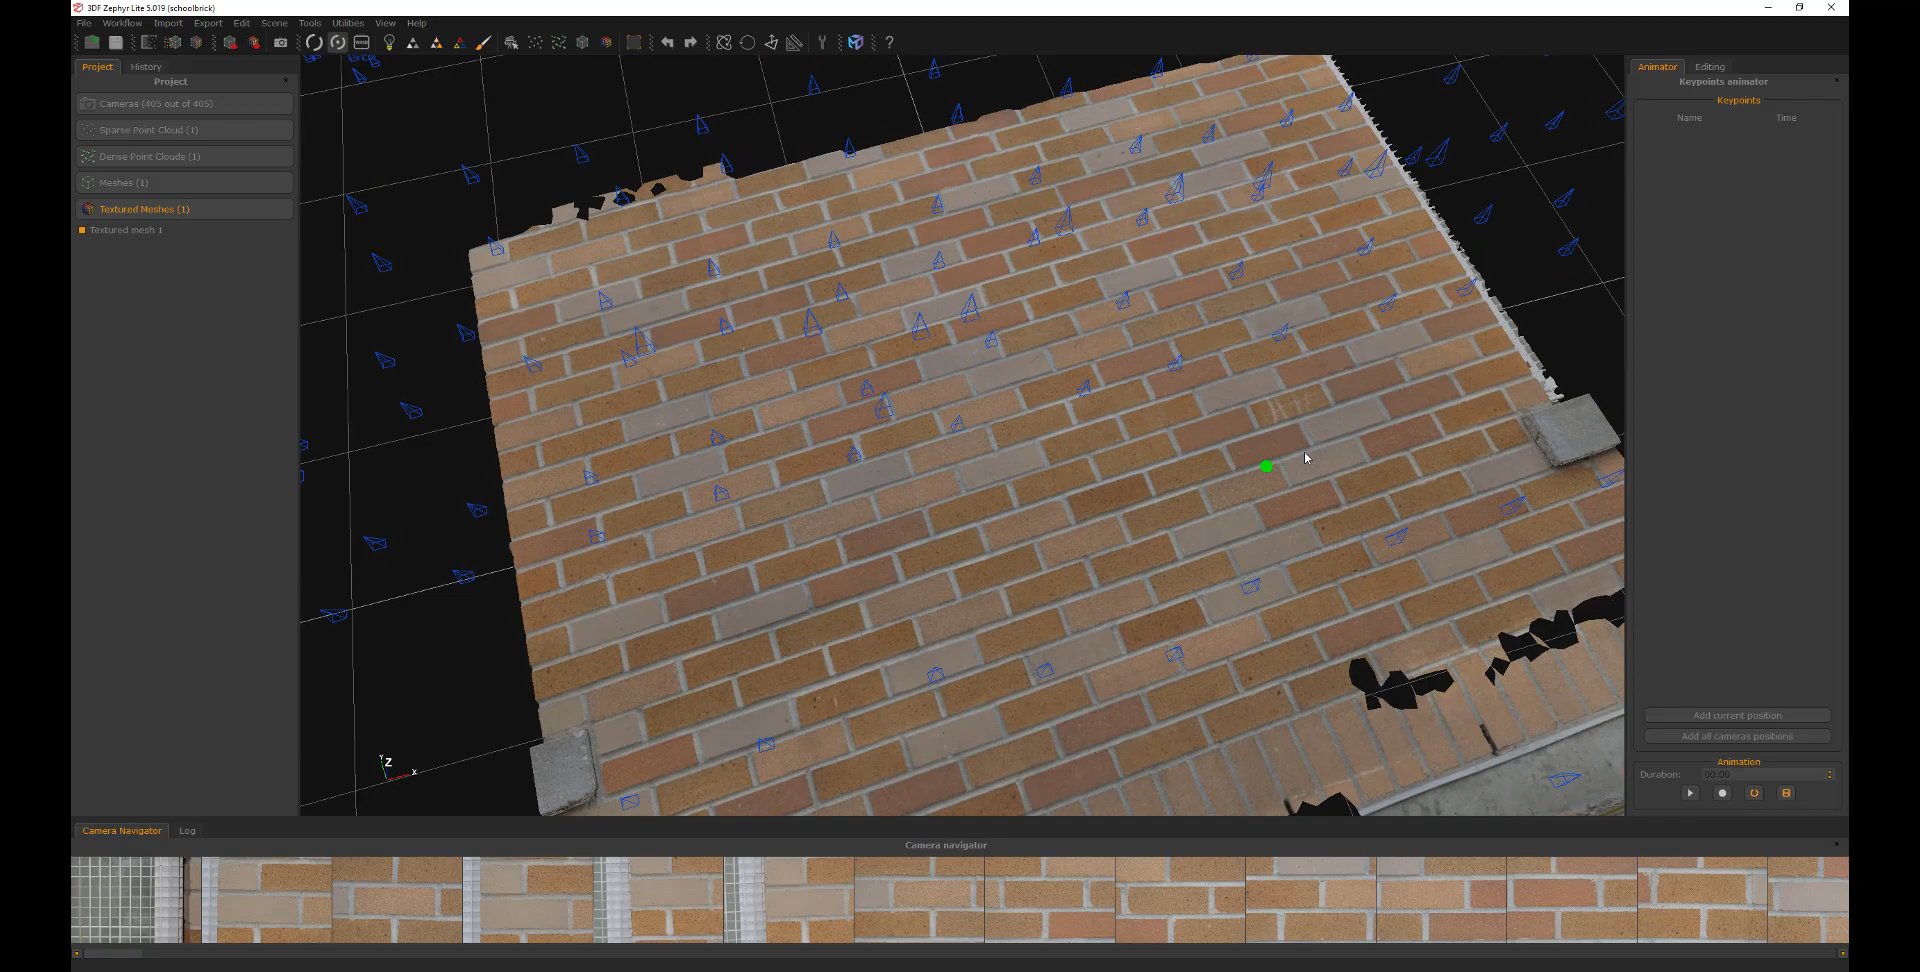 3DF Zephyr Lite 5.019 (schoolbrick)
File Workflow Import Export Edit Scene Tools Utilities View Help
Project History
Project
Cameras (405 out of 405)
Sparse Point Cloud (1)
Dense Point Clouds (1)
Meshes (1)
Textured Meshes (1)
Textured mesh 1
Y
Z
X
Animator Editing
Keypoints animator
Keypoints
Name Time
Add current position
Add all cameras positions
Animation
Duration: 00:00
Camera Navigator Log
Camera navigator